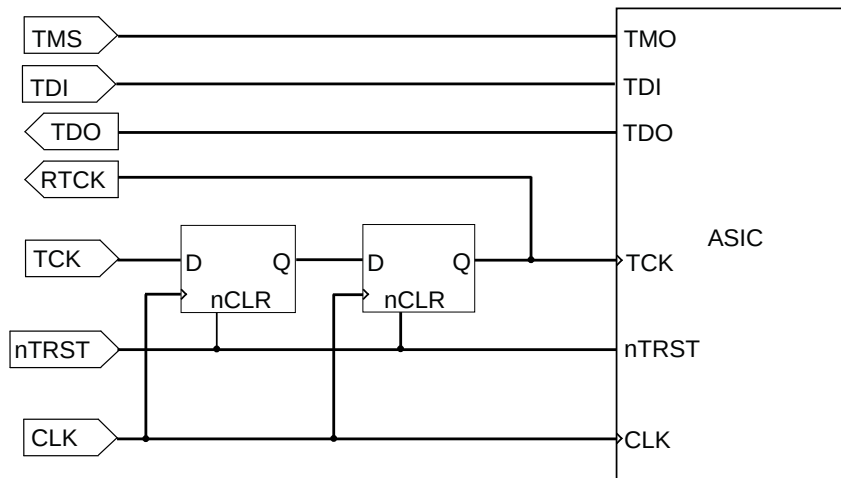 TMS
TMO
TDI
TDI
TDO
TDO
RTCK
ASIC
TCK
D
Q
D
Q
TCK
nCLR
nCLR
nTRST
nTRST
CLK
CLK